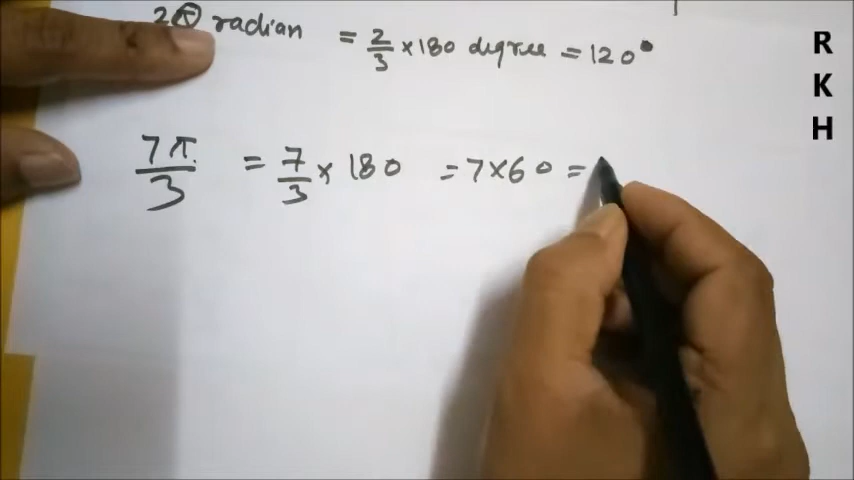 2π radian = 2/3 × 180 degree = 120°
7π/3 = 7/3 × 180 = 7×60 =
R
K
H